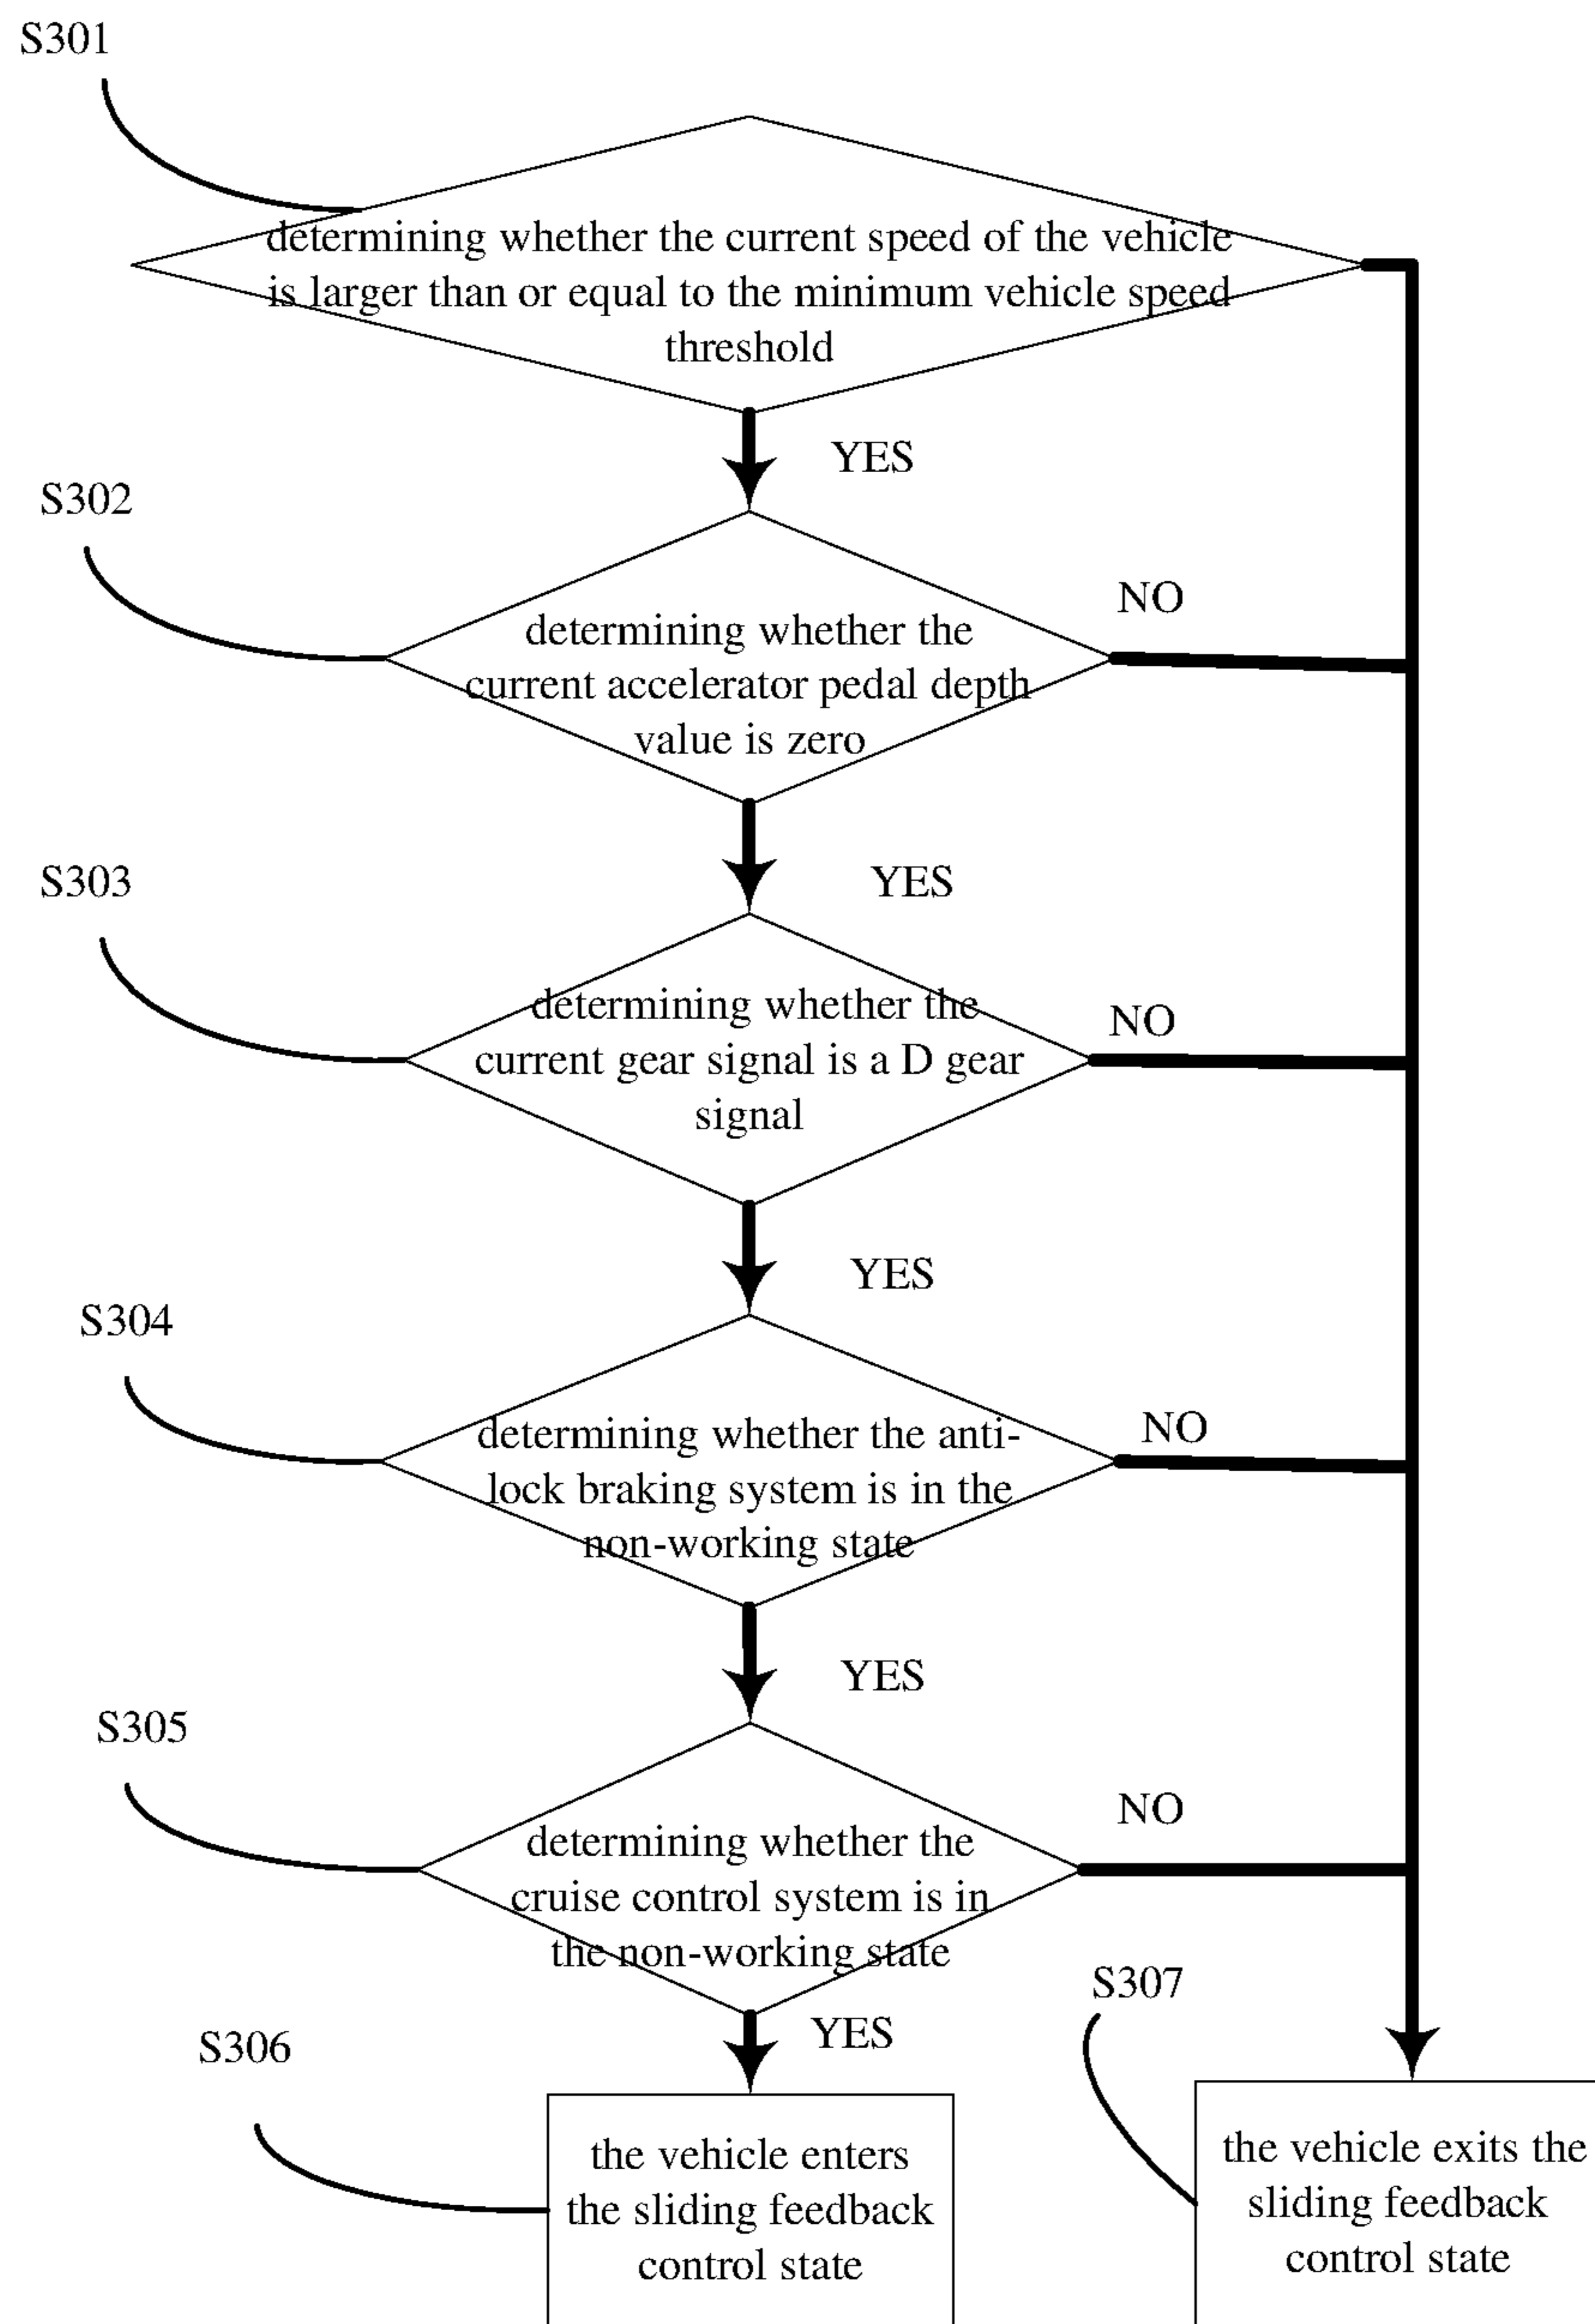 S301
determining whether the current speed of the vehicle
is larger than or equal to the minimum vehicle speed
threshold
YES
S302
NO
determining whether the
current accelerator pedal depth
value is zero
YES
S303
NO
determining whether the
current gear signal is a D gear
signal
YES
S304
NO
determining whether the anti-
lock braking system is in the
non-working state
YES
S305
NO
determining whether the
cruise control system is in
the non-working state
YES
S306
the vehicle enters
the sliding feedback
control state
S307
the vehicle exits the
sliding feedback
control state